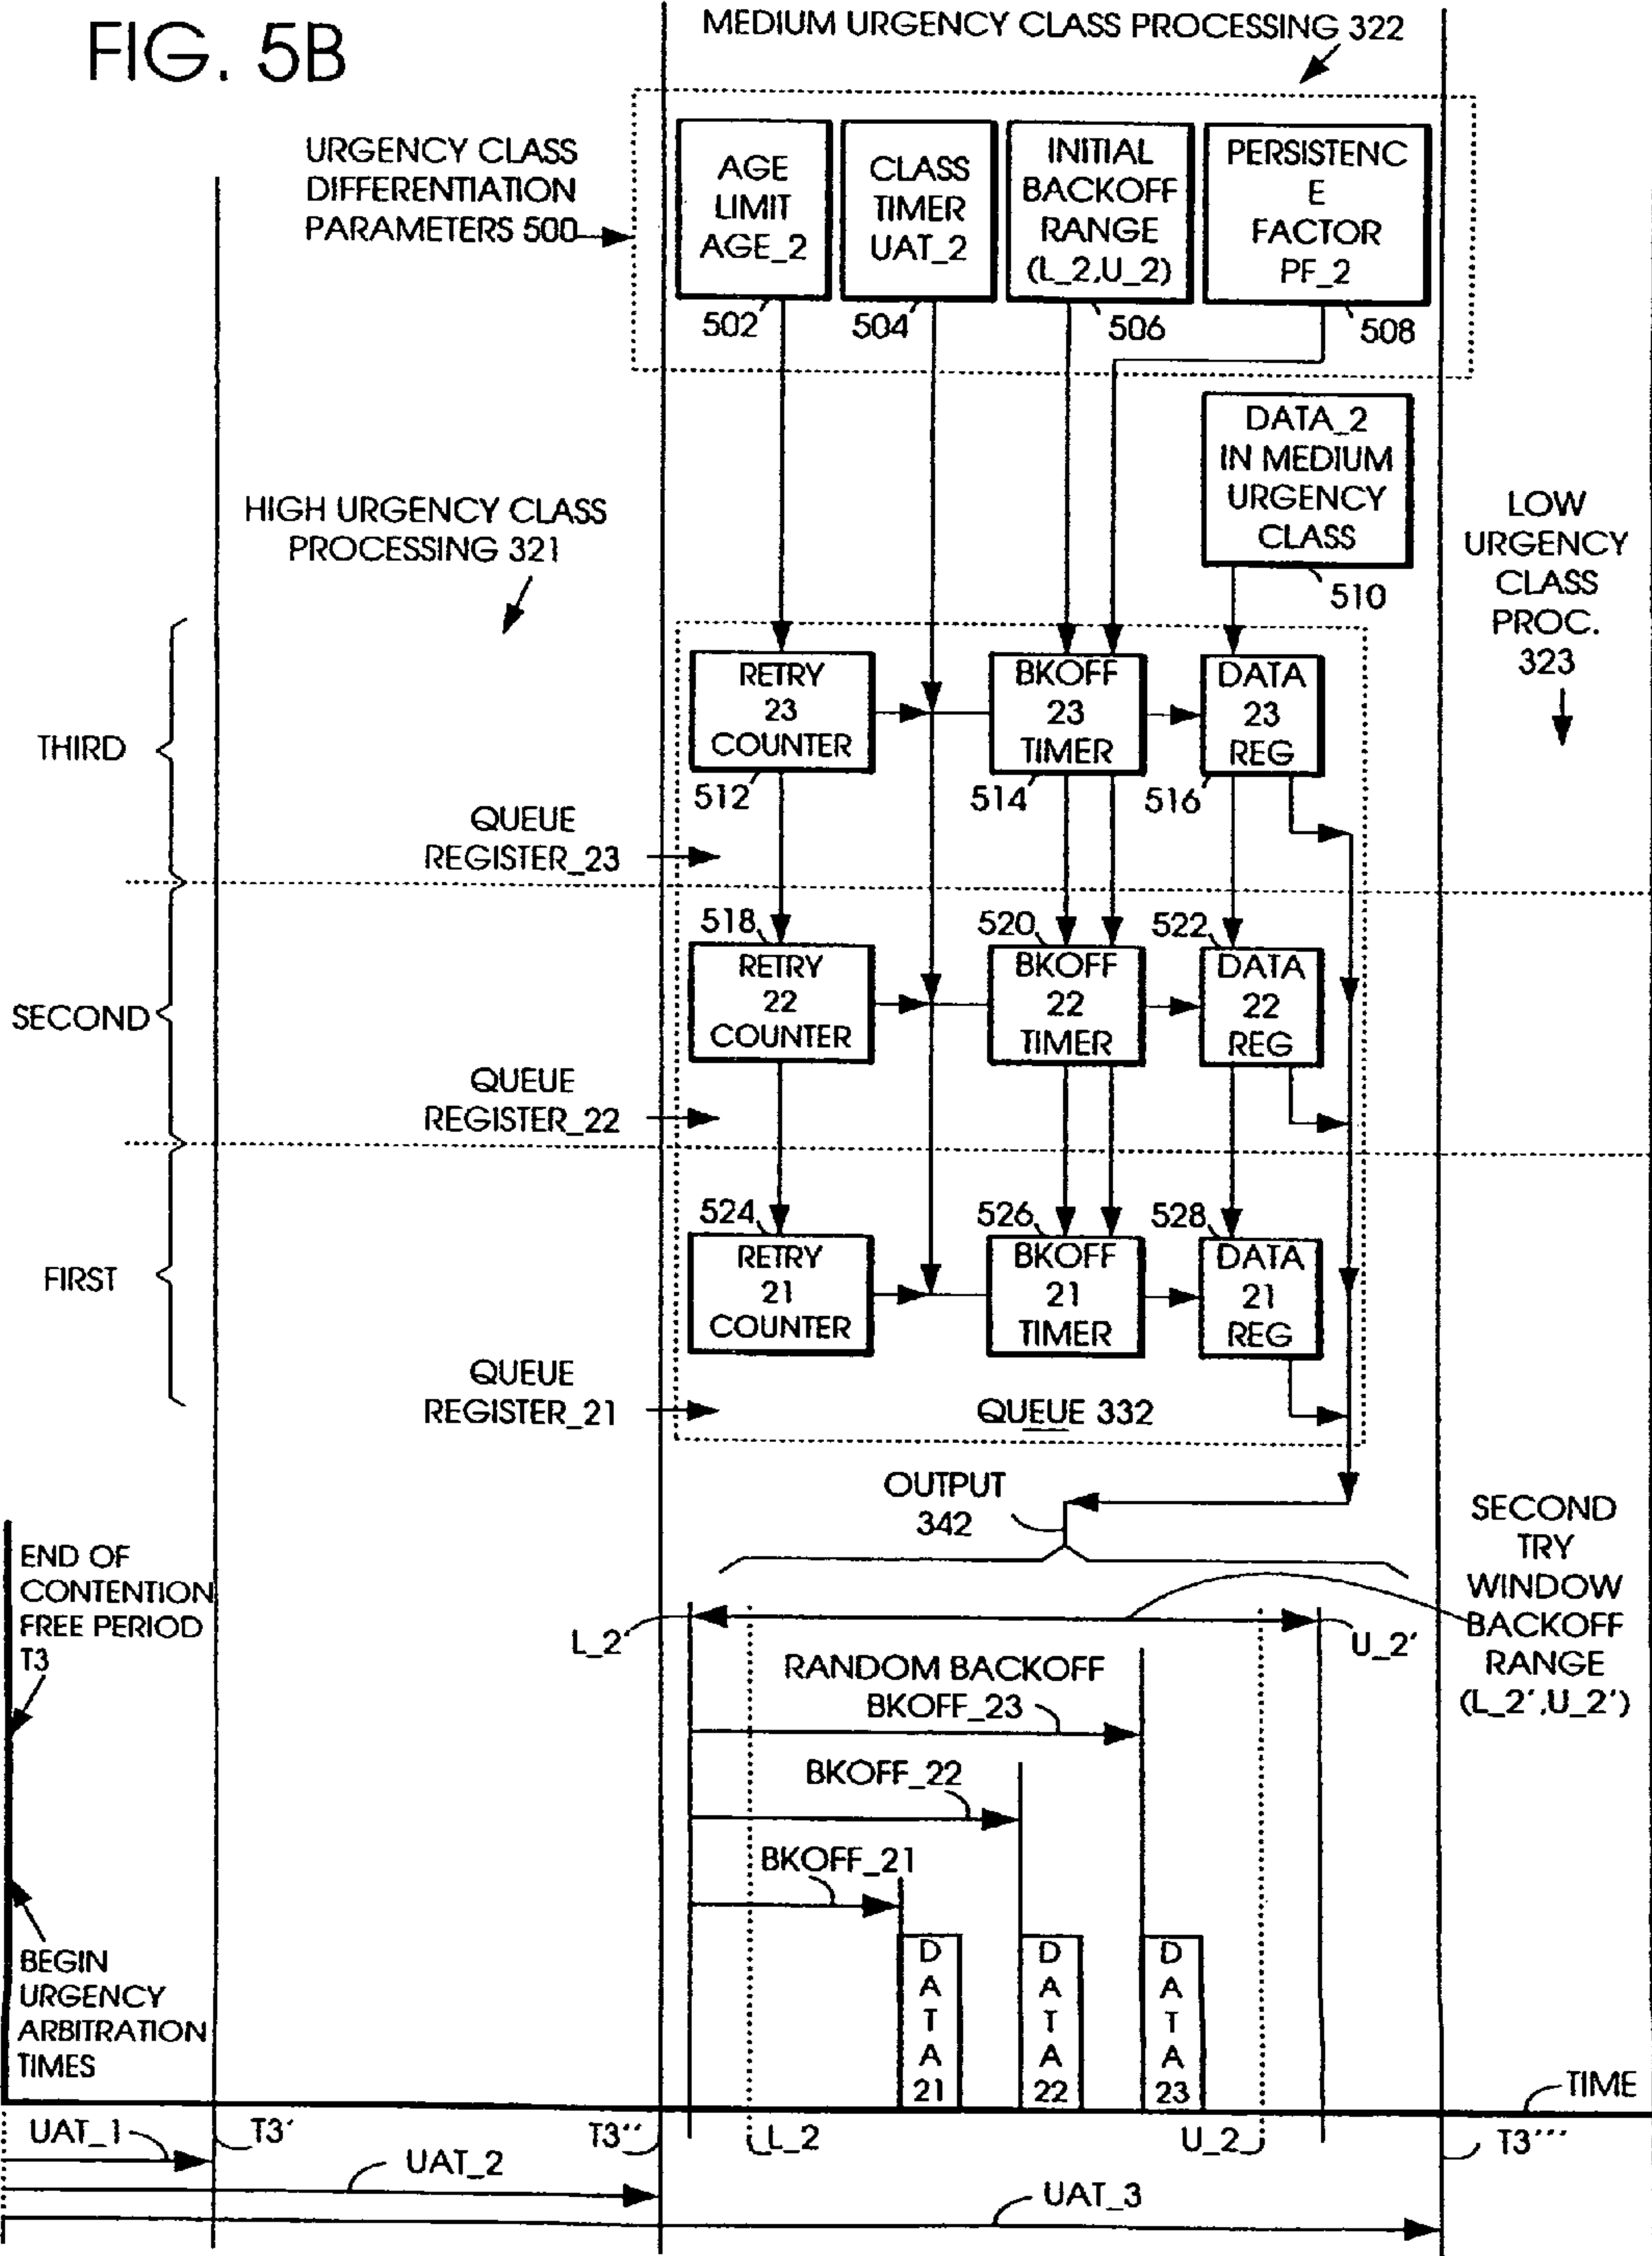 FIG. 5B
MEDIUM URGENCY CLASS PROCESSING 322
URGENCY CLASS
DIFFERENTIATION
PARAMETERS 500
AGE
LIMIT
AGE_2
502
CLASS
TIMER
UAT_2
504
INITIAL
BACKOFF
RANGE
(L_2,U_2)
506
PERSISTENC
E
FACTOR
PF_2
508
DATA_2
IN MEDIUM
URGENCY
CLASS
510
HIGH URGENCY CLASS
PROCESSING 321
LOW
URGENCY
CLASS
PROC.
323
THIRD
RETRY
23
COUNTER
512
BKOFF
23
TIMER
514
DATA
23
REG
516
QUEUE
REGISTER_23
SECOND
518
RETRY
22
COUNTER
520
BKOFF
22
TIMER
522
DATA
22
REG
QUEUE
REGISTER_22
FIRST
524
RETRY
21
COUNTER
526
BKOFF
21
TIMER
528
DATA
21
REG
QUEUE
REGISTER_21
QUEUE 332
OUTPUT
342
SECOND
TRY
WINDOW
BACKOFF
RANGE
(L_2',U_2')
END OF
CONTENTION
FREE PERIOD
T3
L_2'
U_2'
RANDOM BACKOFF
BKOFF_23
BKOFF_22
BKOFF_21
BEGIN
URGENCY
ARBITRATION
TIMES
DATA
21
DATA
22
DATA
23
TIME
UAT_1
T3'
T3''
L_2
U_2
T3'''
UAT_2
UAT_3